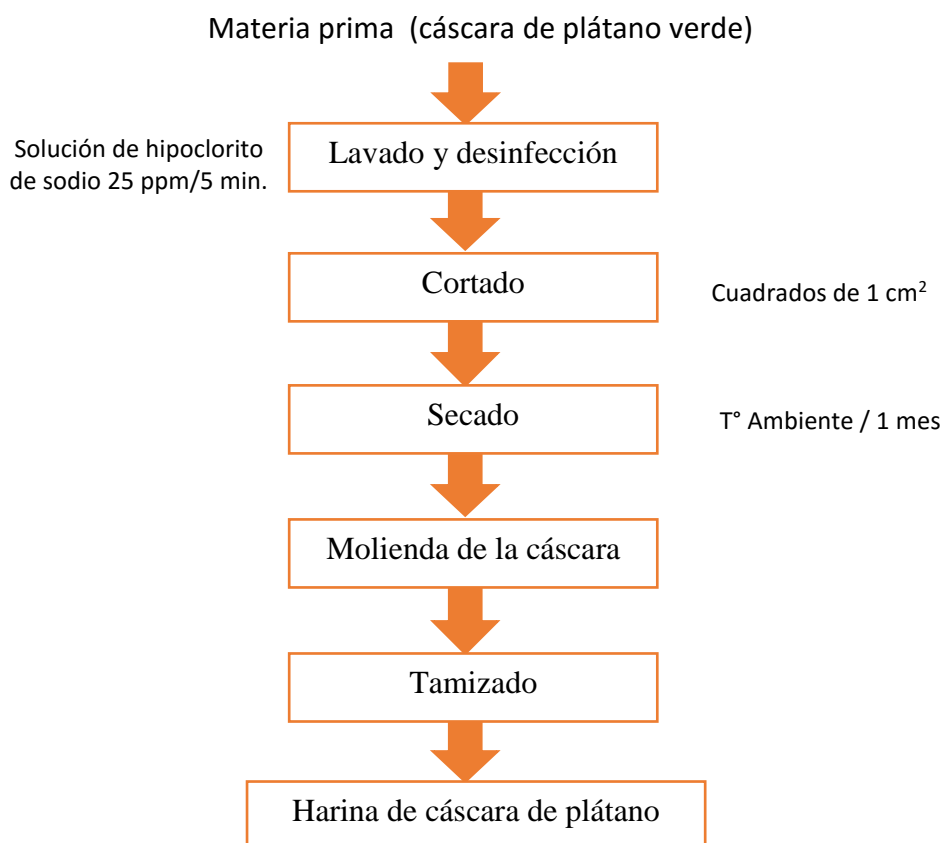 Materia prima (cáscara de plátano verde)
Solución de hipoclorito
de sodio 25 ppm/5 min.
Lavado y desinfección
Cortado
Cuadrados de 1 cm²
Secado
T° Ambiente / 1 mes
Molienda de la cáscara
Tamizado
Harina de cáscara de plátano